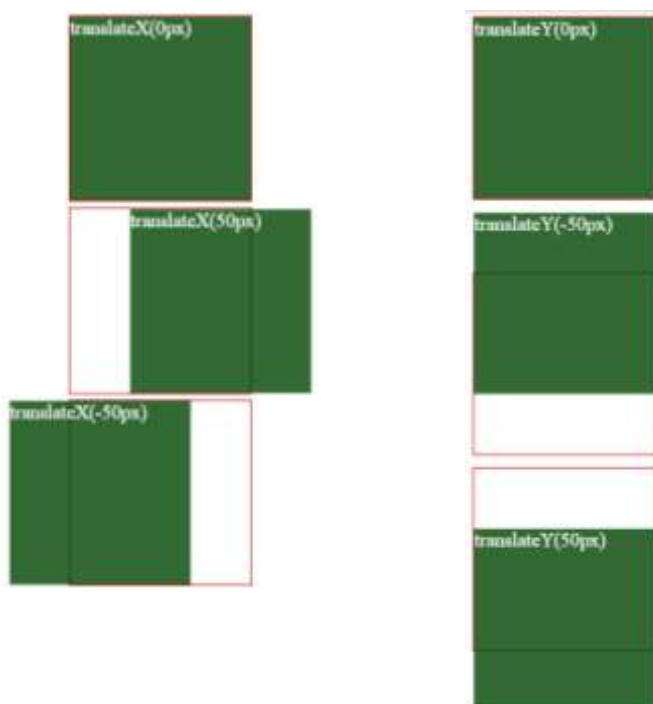 translateX(0px)
translateX(50px)
translateX(-50px)
translateY(0px)
translateY(-50px)
translateY(50px)